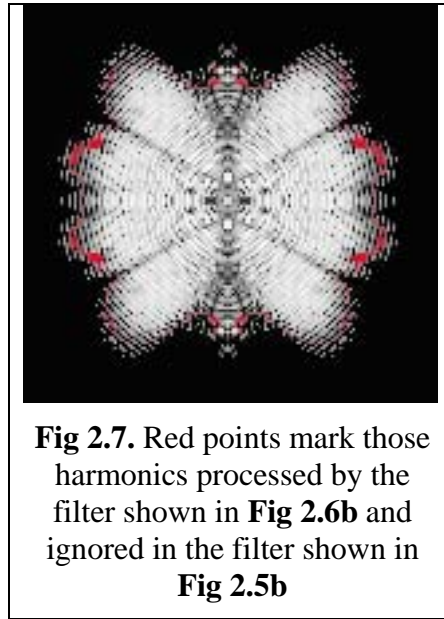 Fig 2.7. Red points mark those
harmonics processed by the
filter shown in Fig 2.6b and
ignored in the filter shown in
Fig 2.5b